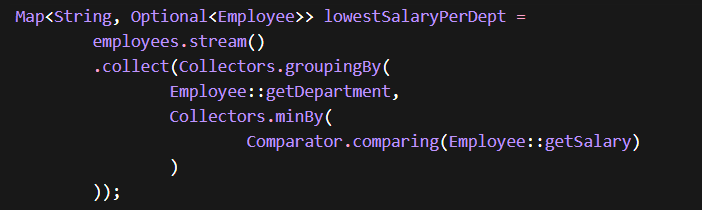 Map<String, Optional<Employee>> lowestSalaryPerDept =
        employees.stream()
        .collect(Collectors.groupingBy(
                Employee::getDepartment,
                Collectors.minBy(
                        Comparator.comparing(Employee::getSalary)
                )
        ));